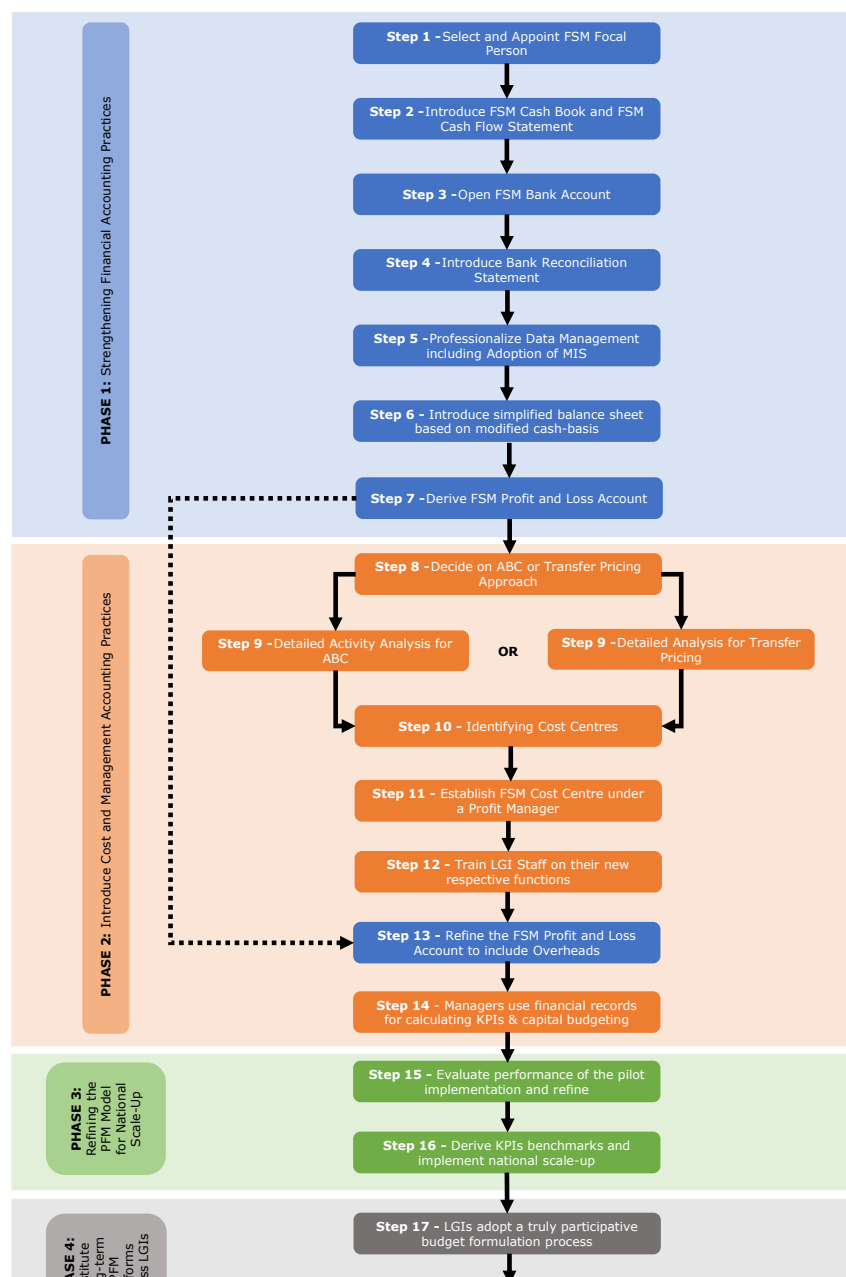 PHASE 1: Strengthening Financial Accounting Practices
Step 1 -Select and Appoint FSM Focal
Person
Step 2 -Introduce FSM Cash Book and FSM
Cash Flow Statement
Step 3 -Open FSM Bank Account
Step 4 -Introduce Bank Reconciliation
Statement
Step 5 -Professionalize Data Management
including Adoption of MIS
Step 6 - Introduce simplified balance sheet
based on modified cash-basis
Step 7 -Derive FSM Profit and Loss Account
PHASE 2: Introduce Cost and Management Accounting Practices
Step 8 -Decide on ABC or Transfer Pricing
Approach
Step 9 -Detailed Activity Analysis for
ABC
OR
Step 9 -Detailed Analysis for Transfer
Pricing
Step 10 - Identifying Cost Centres
Step 11 - Establish FSM Cost Centre under
a Profit Manager
Step 12 - Train LGI Staff on their new
respective functions
Step 13 - Refine the FSM Profit and Loss
Account to include Overheads
Step 14 - Managers use financial records
for calculating KPIs & capital budgeting
PHASE 3:
Refining the
PFM Model
for National
Scale-Up
Step 15 - Evaluate performance of the pilot
implementation and refine
Step 16 - Derive KPIs benchmarks and
implement national scale-up
4:
PFM
LGIs
Step 17 - LGIs adopt a truly participative
budget formulation process